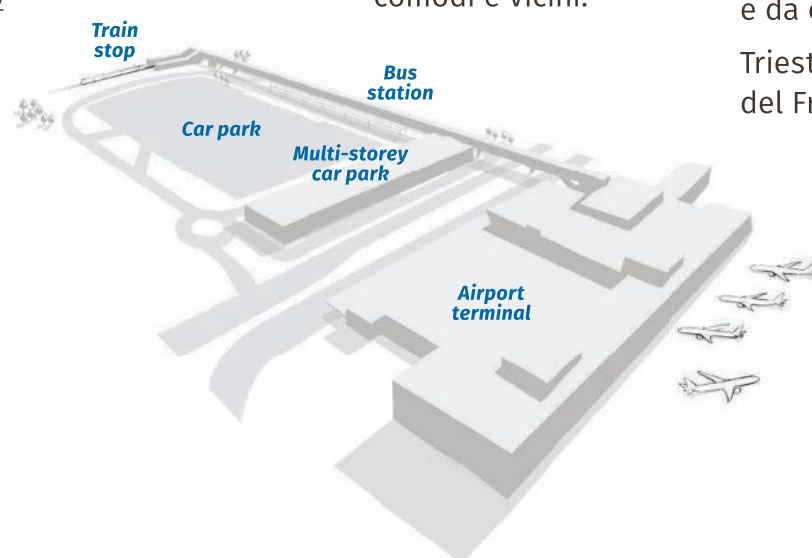 comodi e vicini.
e da
Triest
del Fr
Train
stop
Bus
station
Car park
Multi-storey
car park
Airport
terminal